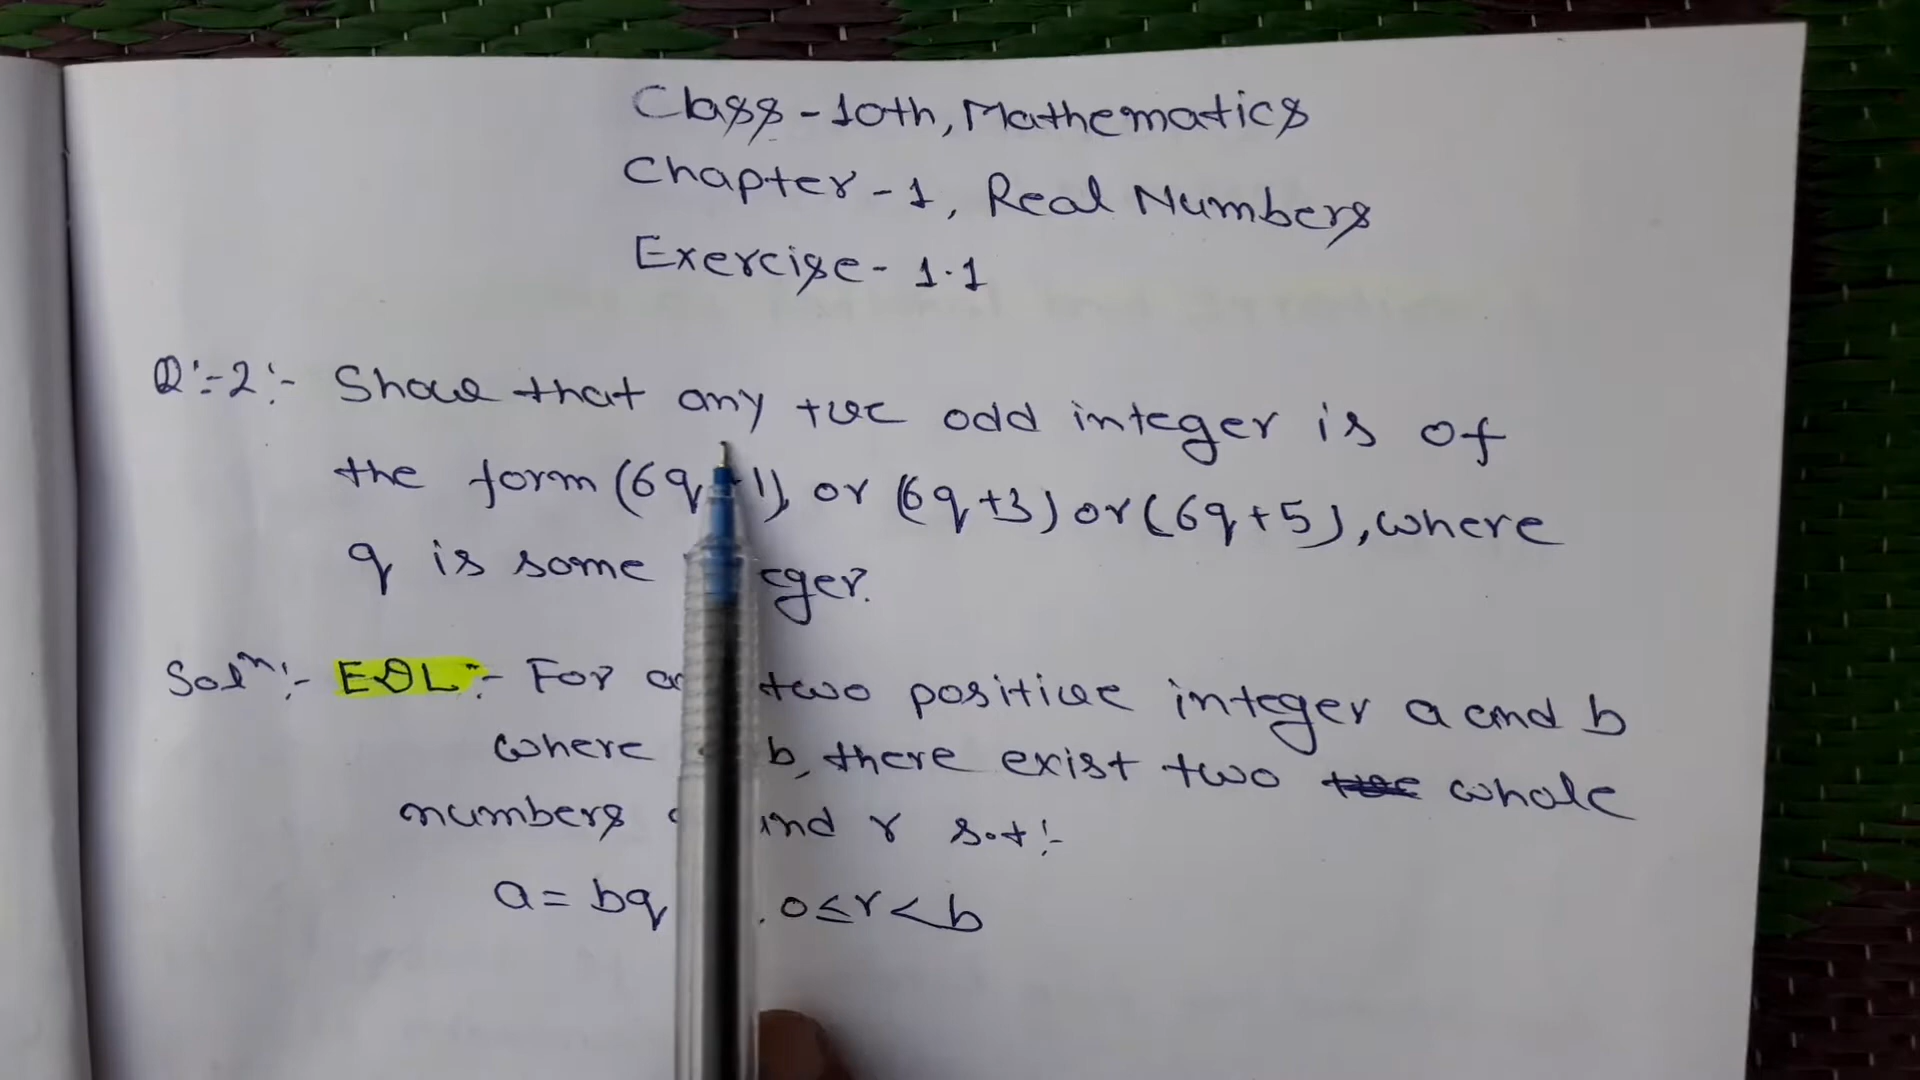 Class-10th, Mathematics
Chapter-1, Real Numbers
Exercise- 1.1
Q:-2:- Show that any +ve odd integer is of
the form (6q 1), or (6q+3) or (6q+5), where
q is some eger.
Solⁿ:- EDL:- For two positive integer a and b
where b, there exist two whole
numbers and r s.t:-
a = bq , 0≤r<b